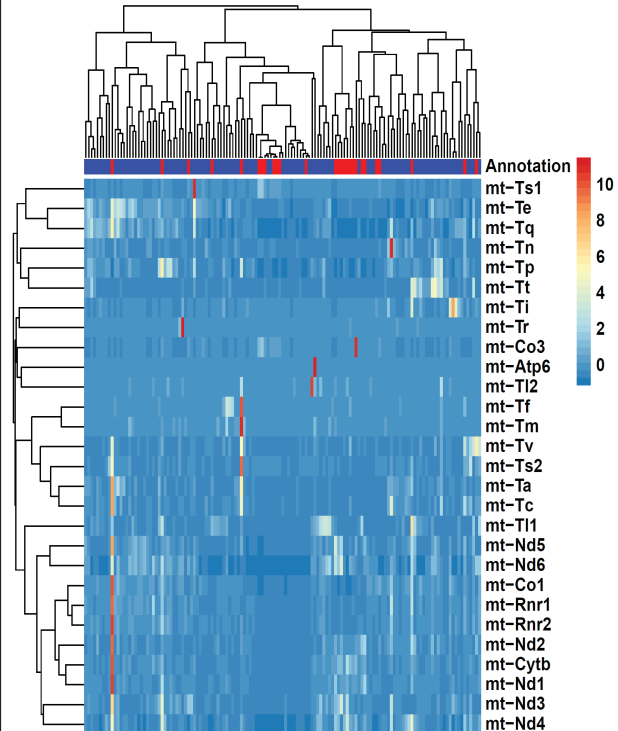 Annotation
mt−Ts1
mt−Te
mt−Tq
mt−Tn
mt−Tp
mt−Tt
mt−Ti
mt−Tr
mt−Co3
mt−Atp6
mt−Tl2
mt−Tf
mt−Tm
mt−Tv
mt−Ts2
mt−Ta
mt−Tc
mt−Tl1
mt−Nd5
mt−Nd6
mt−Co1
mt−Rnr1
mt−Rnr2
mt−Nd2
mt−Cytb
mt−Nd1
mt−Nd3
mt−Nd4
10
8
6
4
2
0